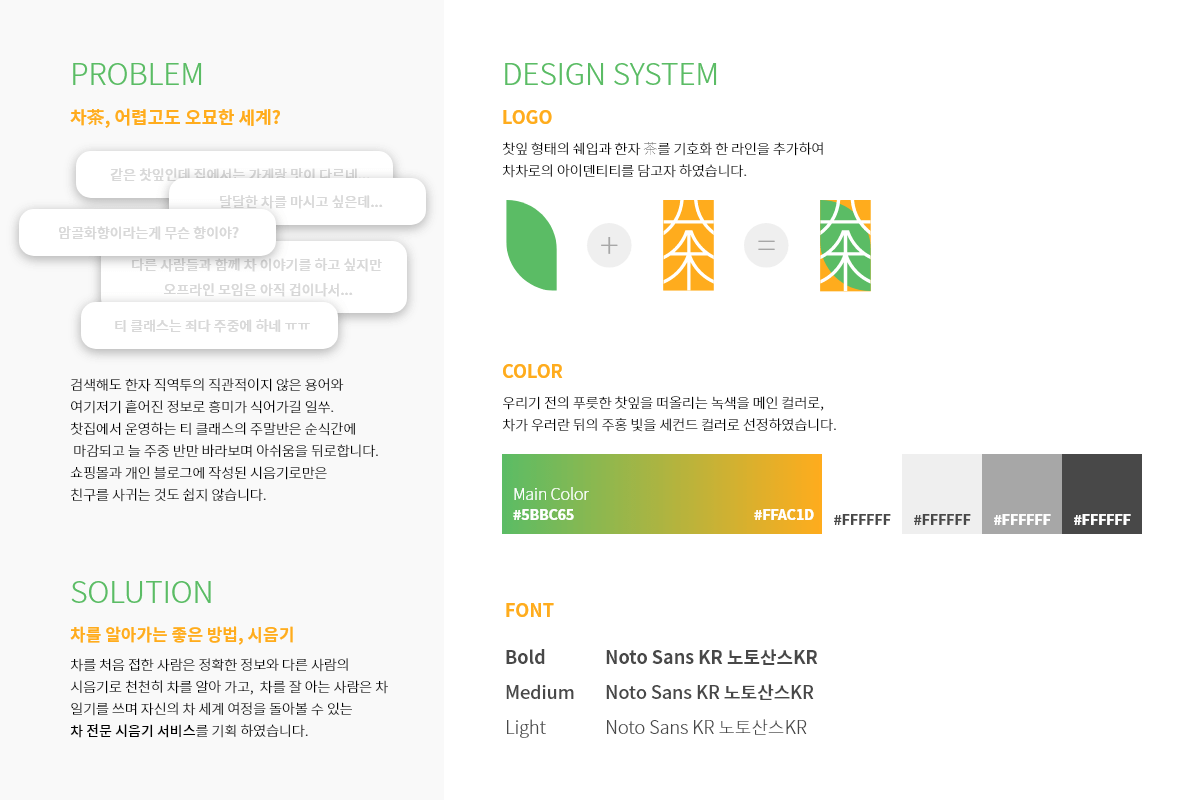 PROBLEM
차茶, 어렵고도 오묘한 세계?
같은 찻잎인데 집에서는 가게랑 맛이 다르네
달달한 차를 마시고 싶은데...
암골화향이라는게 무슨 향이야?
다른 사람들과 함께 차 이야기를 하고 싶지만
오프라인 모임은 아직 겁이나서...
티 클래스는 죄다 주중에 하네 ㅠㅠ
검색해도 한자 직역투의 직관적이지 않은 용어와
여기저기 흩어진 정보로 흥미가 식어가길 일쑤.
찻집에서 운영하는 티 클래스의 주말반은 순식간에
마감되고 늘 주중 반만 바라보며 아쉬움을 뒤로합니다.
쇼핑몰과 개인 블로그에 작성된 시음기로만은
친구를 사귀는 것도 쉽지 않습니다.
SOLUTION
차를 알아가는 좋은 방법, 시음기
차를 처음 접한 사람은 정확한 정보와 다른 사람의
시음기로 천천히 차를 알아 가고, 차를 잘 아는 사람은 차
일기를 쓰며 자신의 차 세계 여정을 돌아볼 수 있는
차 전문 시음기 서비스를 기획 하였습니다.
DESIGN SYSTEM
LOGO
찻잎 형태의 쉐입과 한자 茶를 기호화 한 라인을 추가하여
차차로의 아이덴티티를 담고자 하였습니다.
+ =
COLOR
우리기 전의 푸릇한 찻잎을 떠올리는 녹색을 메인 컬러로,
차가 우러란 뒤의 주홍 빛을 세컨드 컬러로 선정하였습니다.
Main Color
#5BBC65 #FFAC1D #FFFFFF #FFFFFF #FFFFFF #FFFFFF
FONT
Bold Noto Sans KR 노토산스KR
Medium Noto Sans KR 노토산스KR
Light Noto Sans KR 노토산스KR